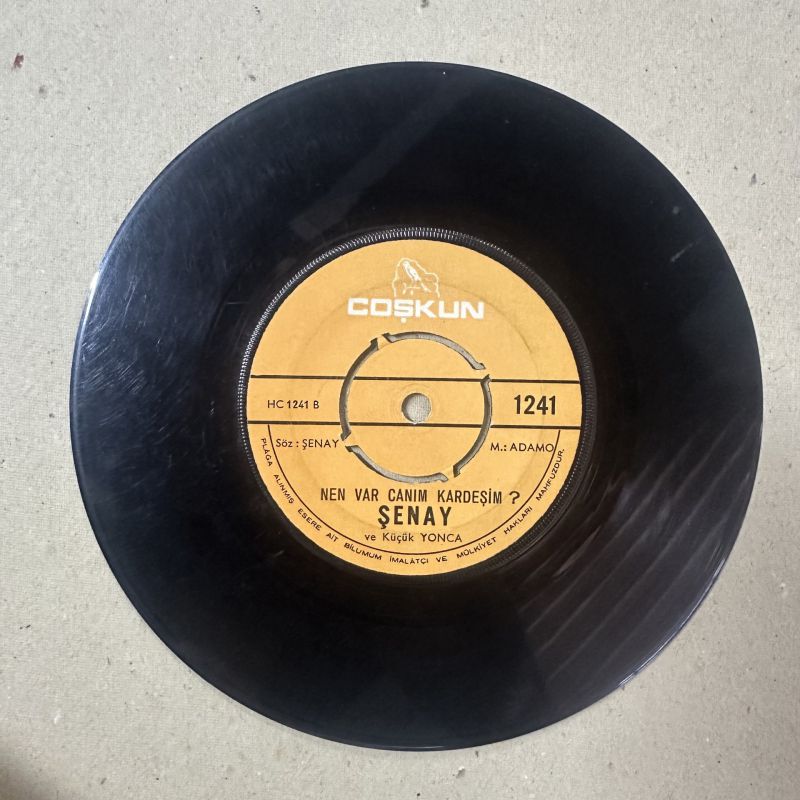 COŞKUN
HC 1241 B
1241
Söz : ŞENAY
M.: ADAMO
NEN VAR CANIM KARDEŞİM ?
ŞENAY
ve Küçük YONCA
PLÂĞA ALINMIŞ ESERE AİT BİLUMUM İMALÂTÇI VE MÜLKİYET HAKLARI MAHFUZDUR.